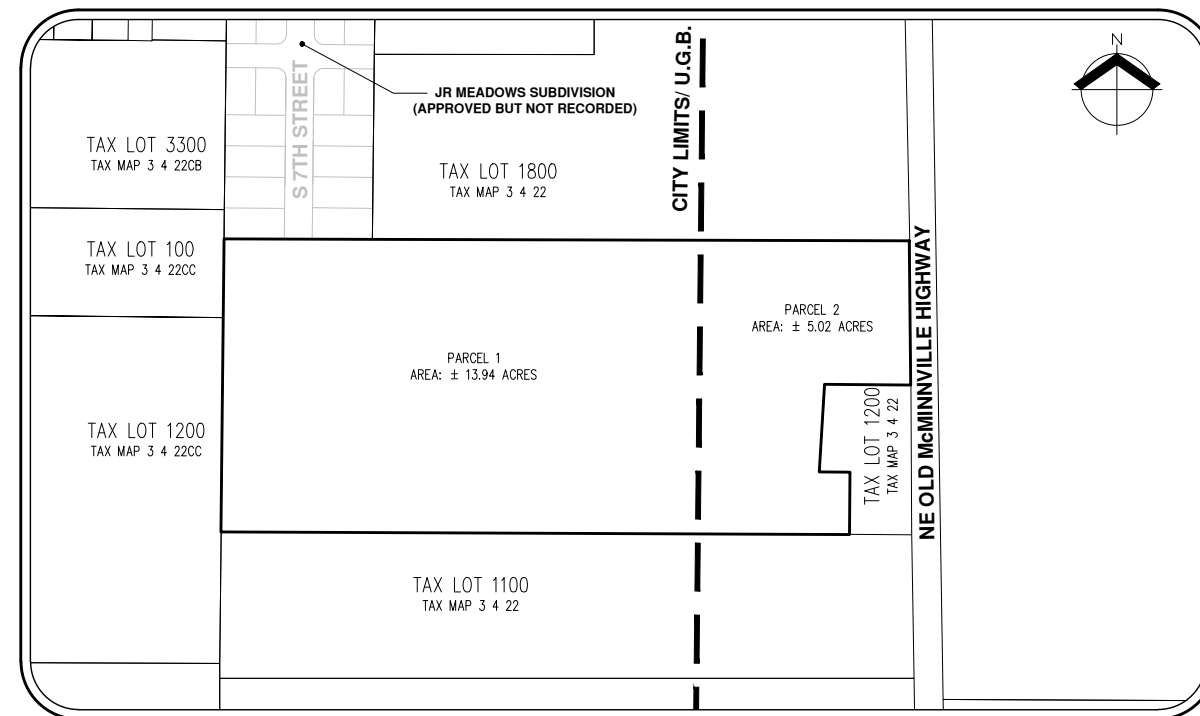 CITY LIMITS/ U.G.B.
N
JR MEADOWS SUBDIVISION
(APPROVED BUT NOT RECORDED)
S 7TH STREET
TAX LOT 3300
TAX MAP 3 4 22CB
TAX LOT 1800
TAX MAP 3 4 22
TAX LOT 100
TAX MAP 3 4 22CC
PARCEL 2
AREA: ± 5.02 ACRES
PARCEL 1
AREA: ± 13.94 ACRES
NE OLD McMINNVILLE HIGHWAY
TAX LOT 1200
TAX MAP 3 4 22
TAX LOT 1200
TAX MAP 3 4 22CC
TAX LOT 1100
TAX MAP 3 4 22